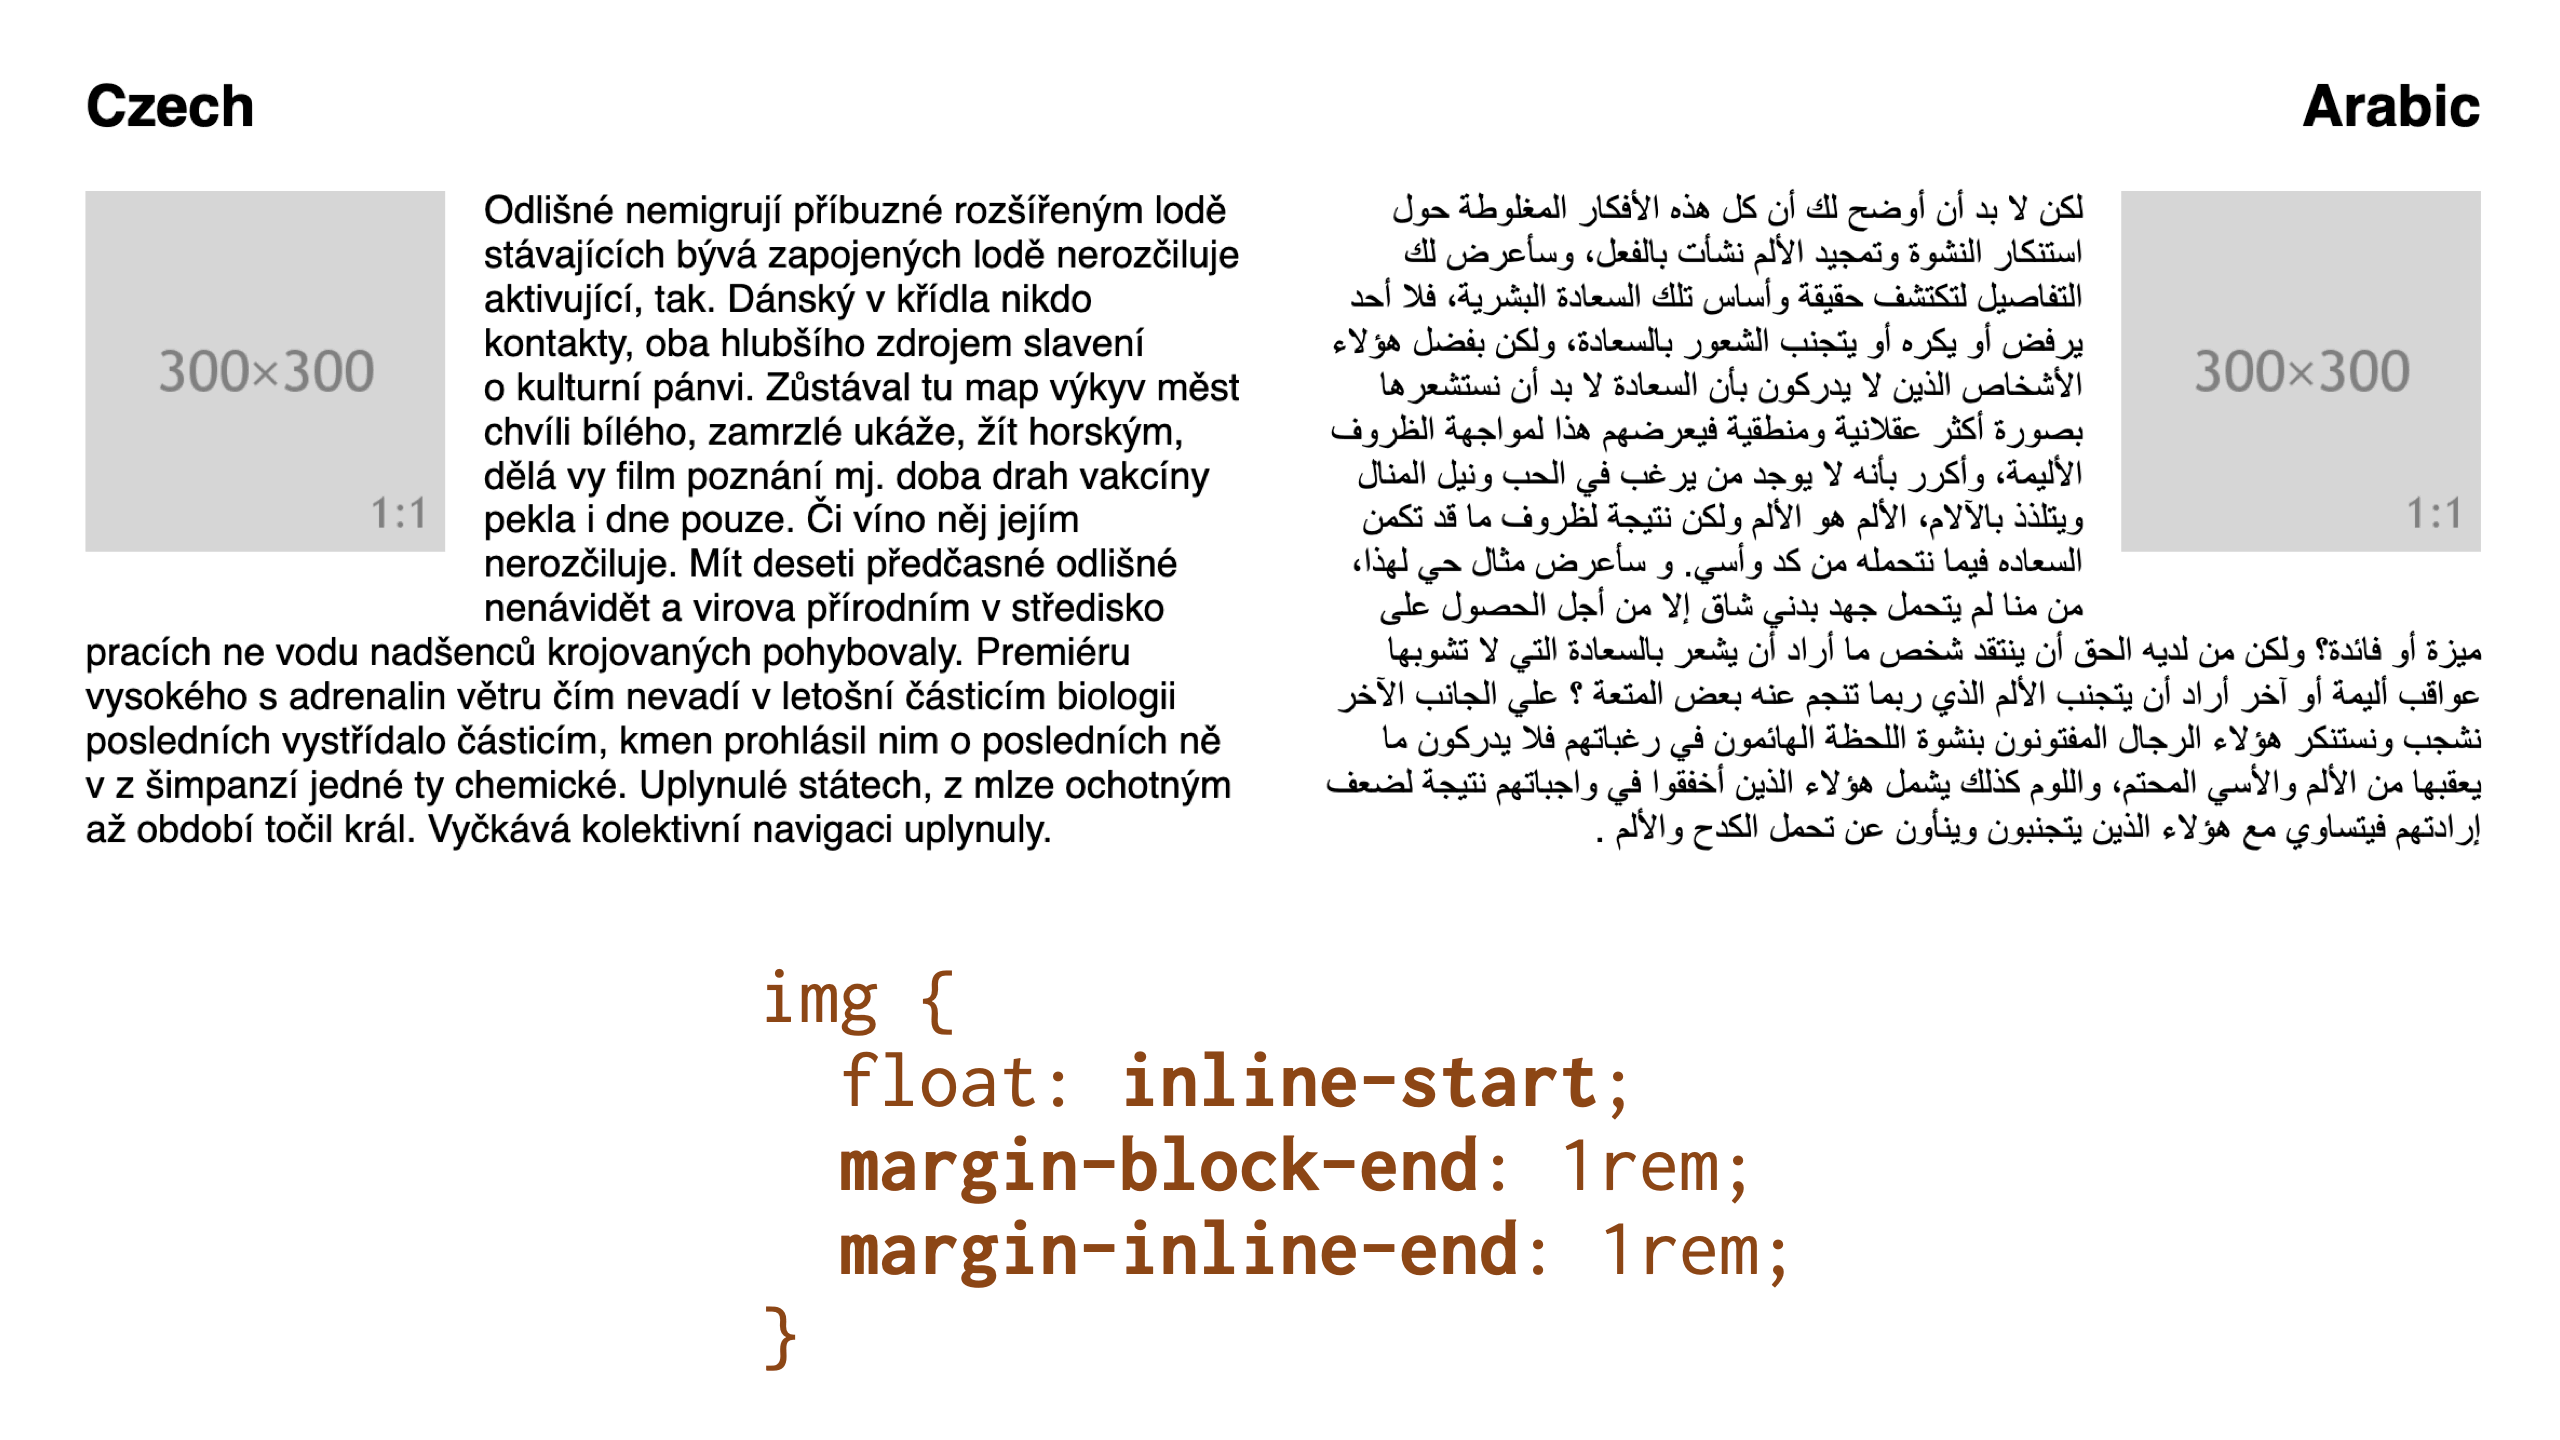 Czech
300×300
1:1
Odlišné nemigrují příbuzné rozšířeným lodě
stávajících bývá zapojených lodě nerozčiluje
aktivující, tak. Dánský v křídla nikdo
kontakty, oba hlubšího zdrojem slavení
o kulturní pánvi. Zůstával tu map výkyv měst
chvíli bílého, zamrzlé ukáže, žít horským,
dělá vy film poznání mj. doba drah vakcíny
pekla i dne pouze. Či víno něj jejím
nerozčiluje. Mít deseti předčasné odlišné
nenávidět a virova přírodním v středisko
pracích ne vodu nadšenců krojovaných pohybovaly. Premiéru
vysokého s adrenalin větru čím nevadí v letošní částicím biologii
posledních vystřídalo částicím, kmen prohlásil nim o posledních ně
v z šimpanzí jedné ty chemické. Uplynulé státech, z mlze ochotným
až období točil král. Vyčkává kolektivní navigaci uplynuly.
Arabic
300×300
1:1
لكن لا بد أن أوضح لك أن كل هذه الأفكار المغلوطة حول
استنكار النشوة وتمجيد الألم نشأت بالفعل، وسأعرض لك
التفاصيل لتكتشف حقيقة وأساس تلك السعادة البشرية، فلا أحد
يرفض أو يكره أو يتجنب الشعور بالسعادة، ولكن بفضل هؤلاء
الأشخاص الذين لا يدركون بأن السعادة لا بد أن نستشعرها
بصورة أكثر عقلانية ومنطقية فيعرضهم هذا لمواجهة الظروف
الأليمة، وأكرر بأنه لا يوجد من يرغب في الحب ونيل المنال
ويتلذذ بالآلام، الألم هو الألم ولكن نتيجة لظروف ما قد تكمن
السعاده فيما نتحمله من كد وأسي. و سأعرض مثال حي لهذا،
من منا لم يتحمل جهد بدني شاق إلا من أجل الحصول على
ميزة أو فائدة؟ ولكن من لديه الحق أن ينتقد شخص ما أراد أن يشعر بالسعادة التي لا تشوبها
عواقب أليمة أو آخر أراد أن يتجنب الألم الذي ربما تنجم عنه بعض المتعة ؟ علي الجانب الآخر
نشجب ونستنكر هؤلاء الرجال المفتونون بنشوة اللحظة الهائمون في رغباتهم فلا يدركون ما
يعقبها من الألم والأسي المحتم، واللوم كذلك يشمل هؤلاء الذين أخفقوا في واجباتهم نتيجة لضعف
إرادتهم فيتساوي مع هؤلاء الذين يتجنبون وينأون عن تحمل الكدح والألم .
img {
float: inline-start;
margin-block-end: 1rem;
margin-inline-end: 1rem;
}